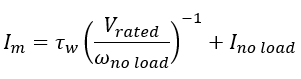 I_m = τ_w (V_rated / ω_no load)^{-1} + I_no load